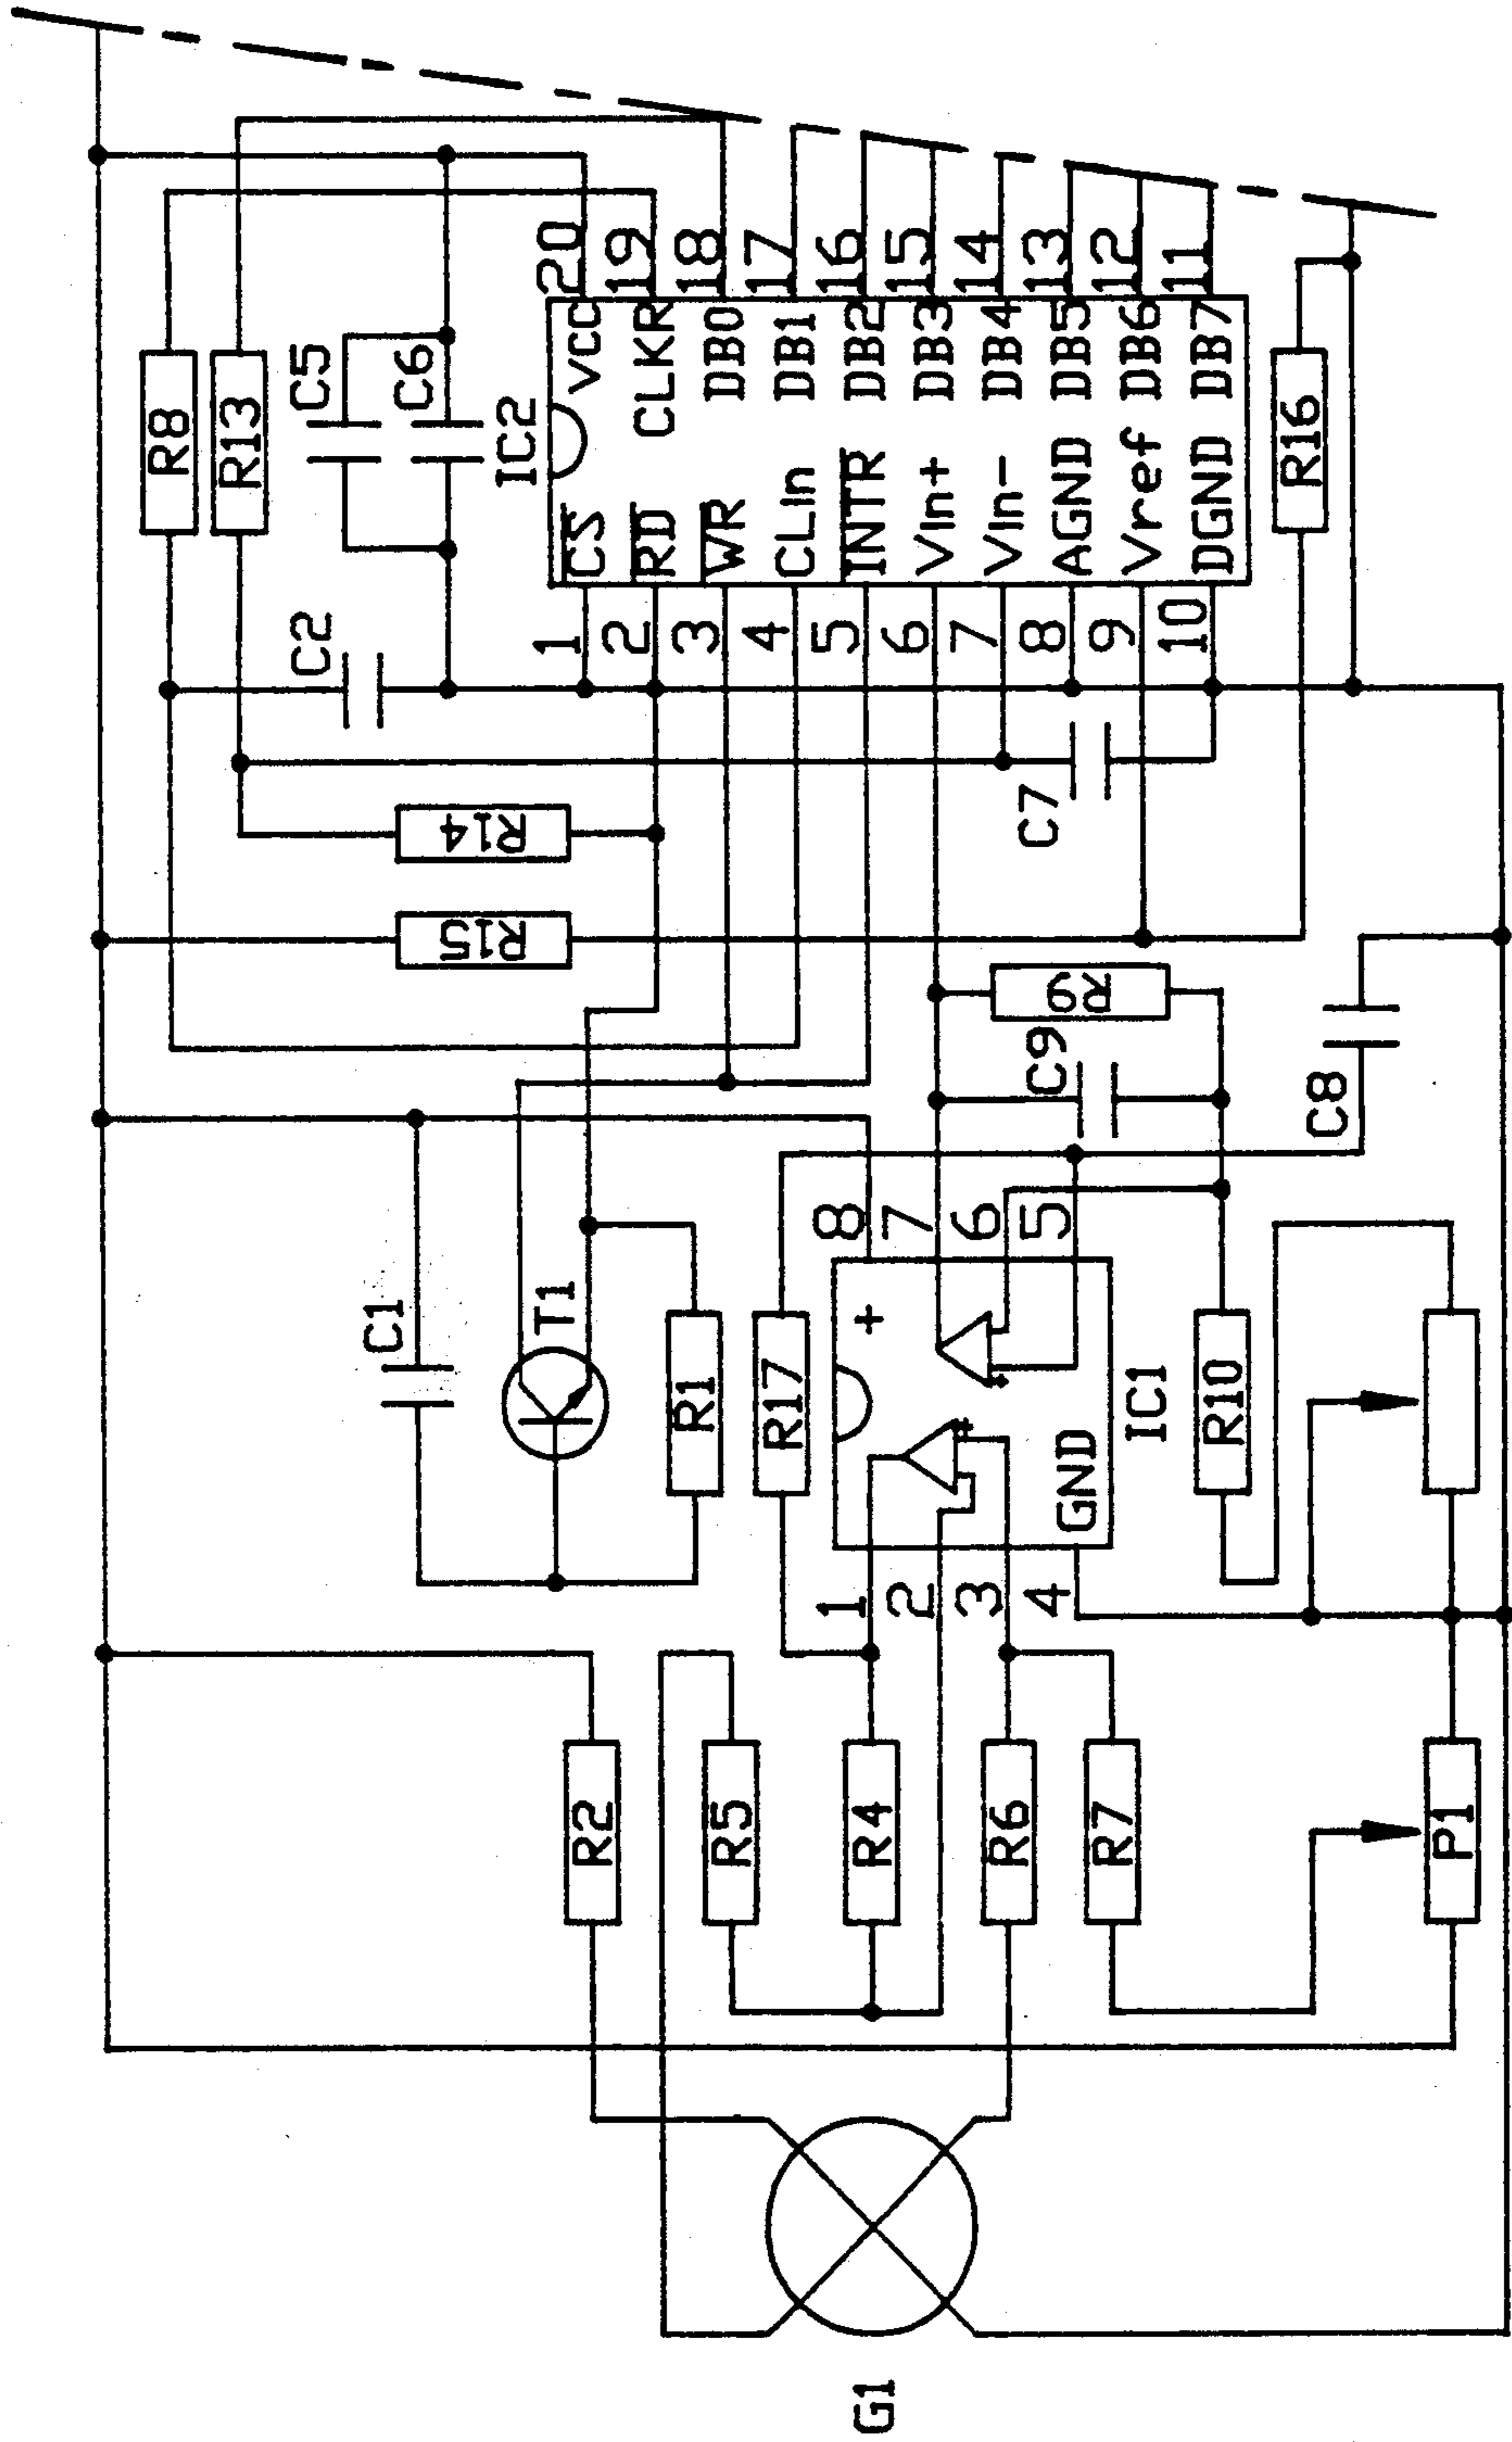 R8
R13
C5
C6
C2
IC2
20
19
18
17
16
15
14
13
12
11
VCC
CLKR
DB0
DB1
DB2
DB3
DB4
DB5
DB6
DB7
CS
RD
WR
CLIn
INTR
VIn+
VIn-
AGND
Vref
DGND
1
2
3
4
5
6
7
8
9
10
R16
R14
R15
C7
R9
C9
C8
C1
T1
R1
R17
8
7
6
5
+
+
+
GND
IC1
1
2
3
4
R10
R2
R5
R4
R6
R7
P1
G1